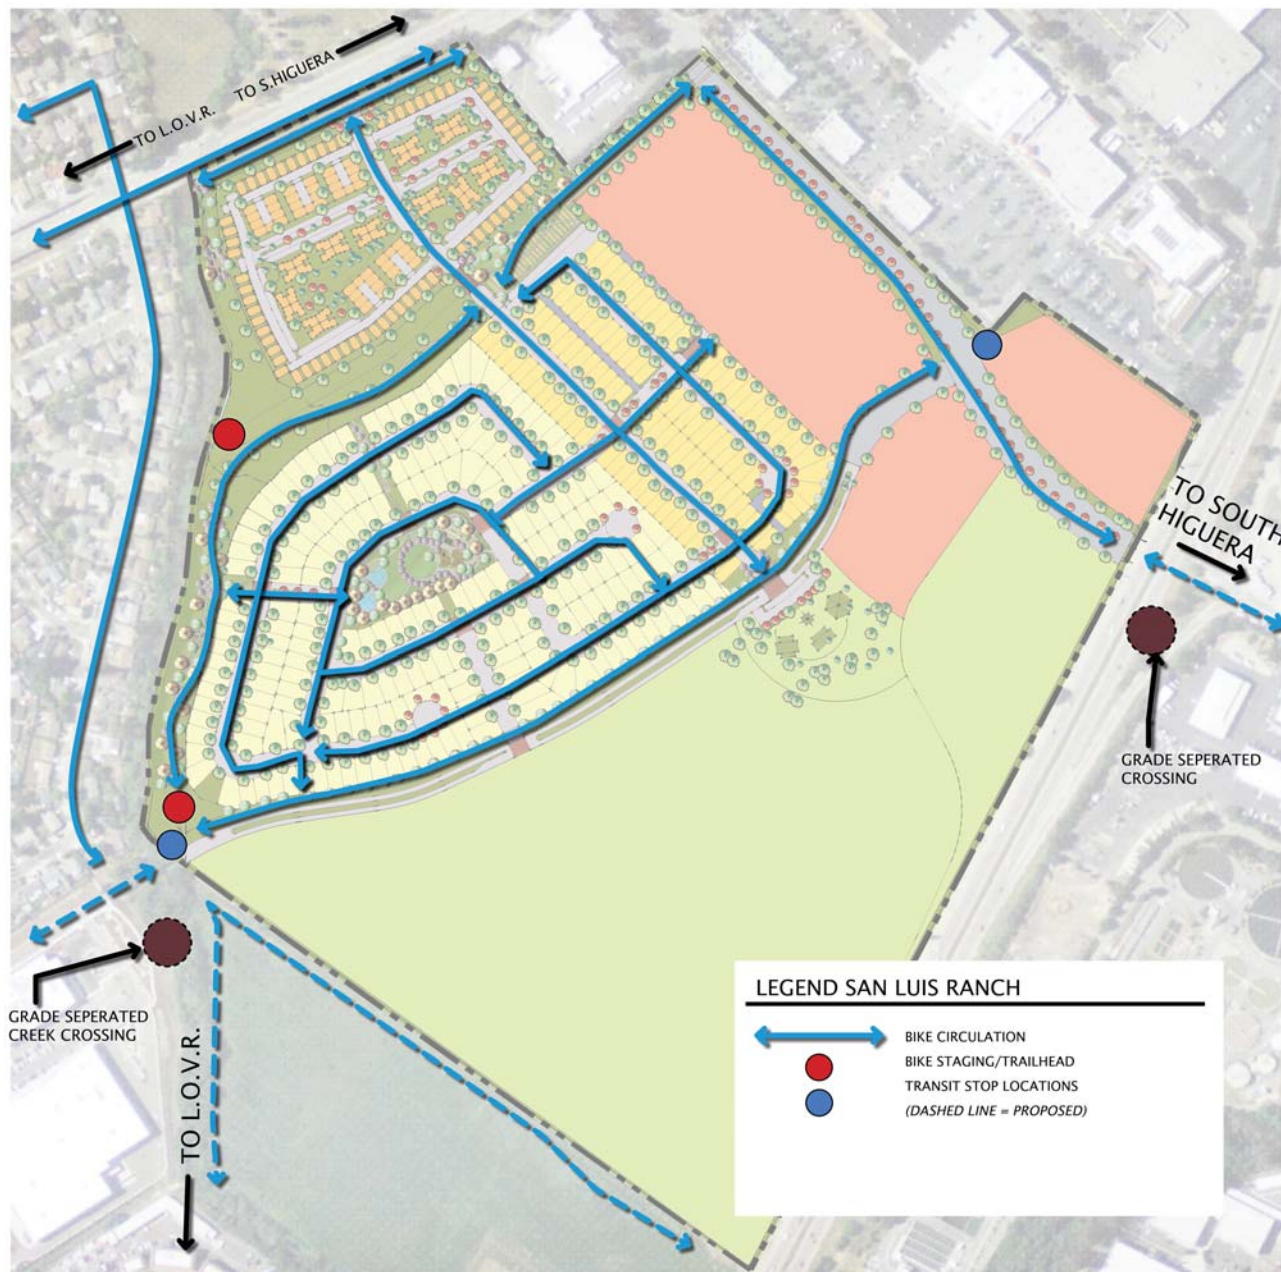 TO S.HIGUERA
TO L.O.V.R.
TO SOUTH
HIGUERA
GRADE SEPERATED
CROSSING
GRADE SEPERATED
CREEK CROSSING
TO L.O.V.R.
LEGEND SAN LUIS RANCH
BIKE CIRCULATION
BIKE STAGING/TRAILHEAD
TRANSIT STOP LOCATIONS
(DASHED LINE = PROPOSED)